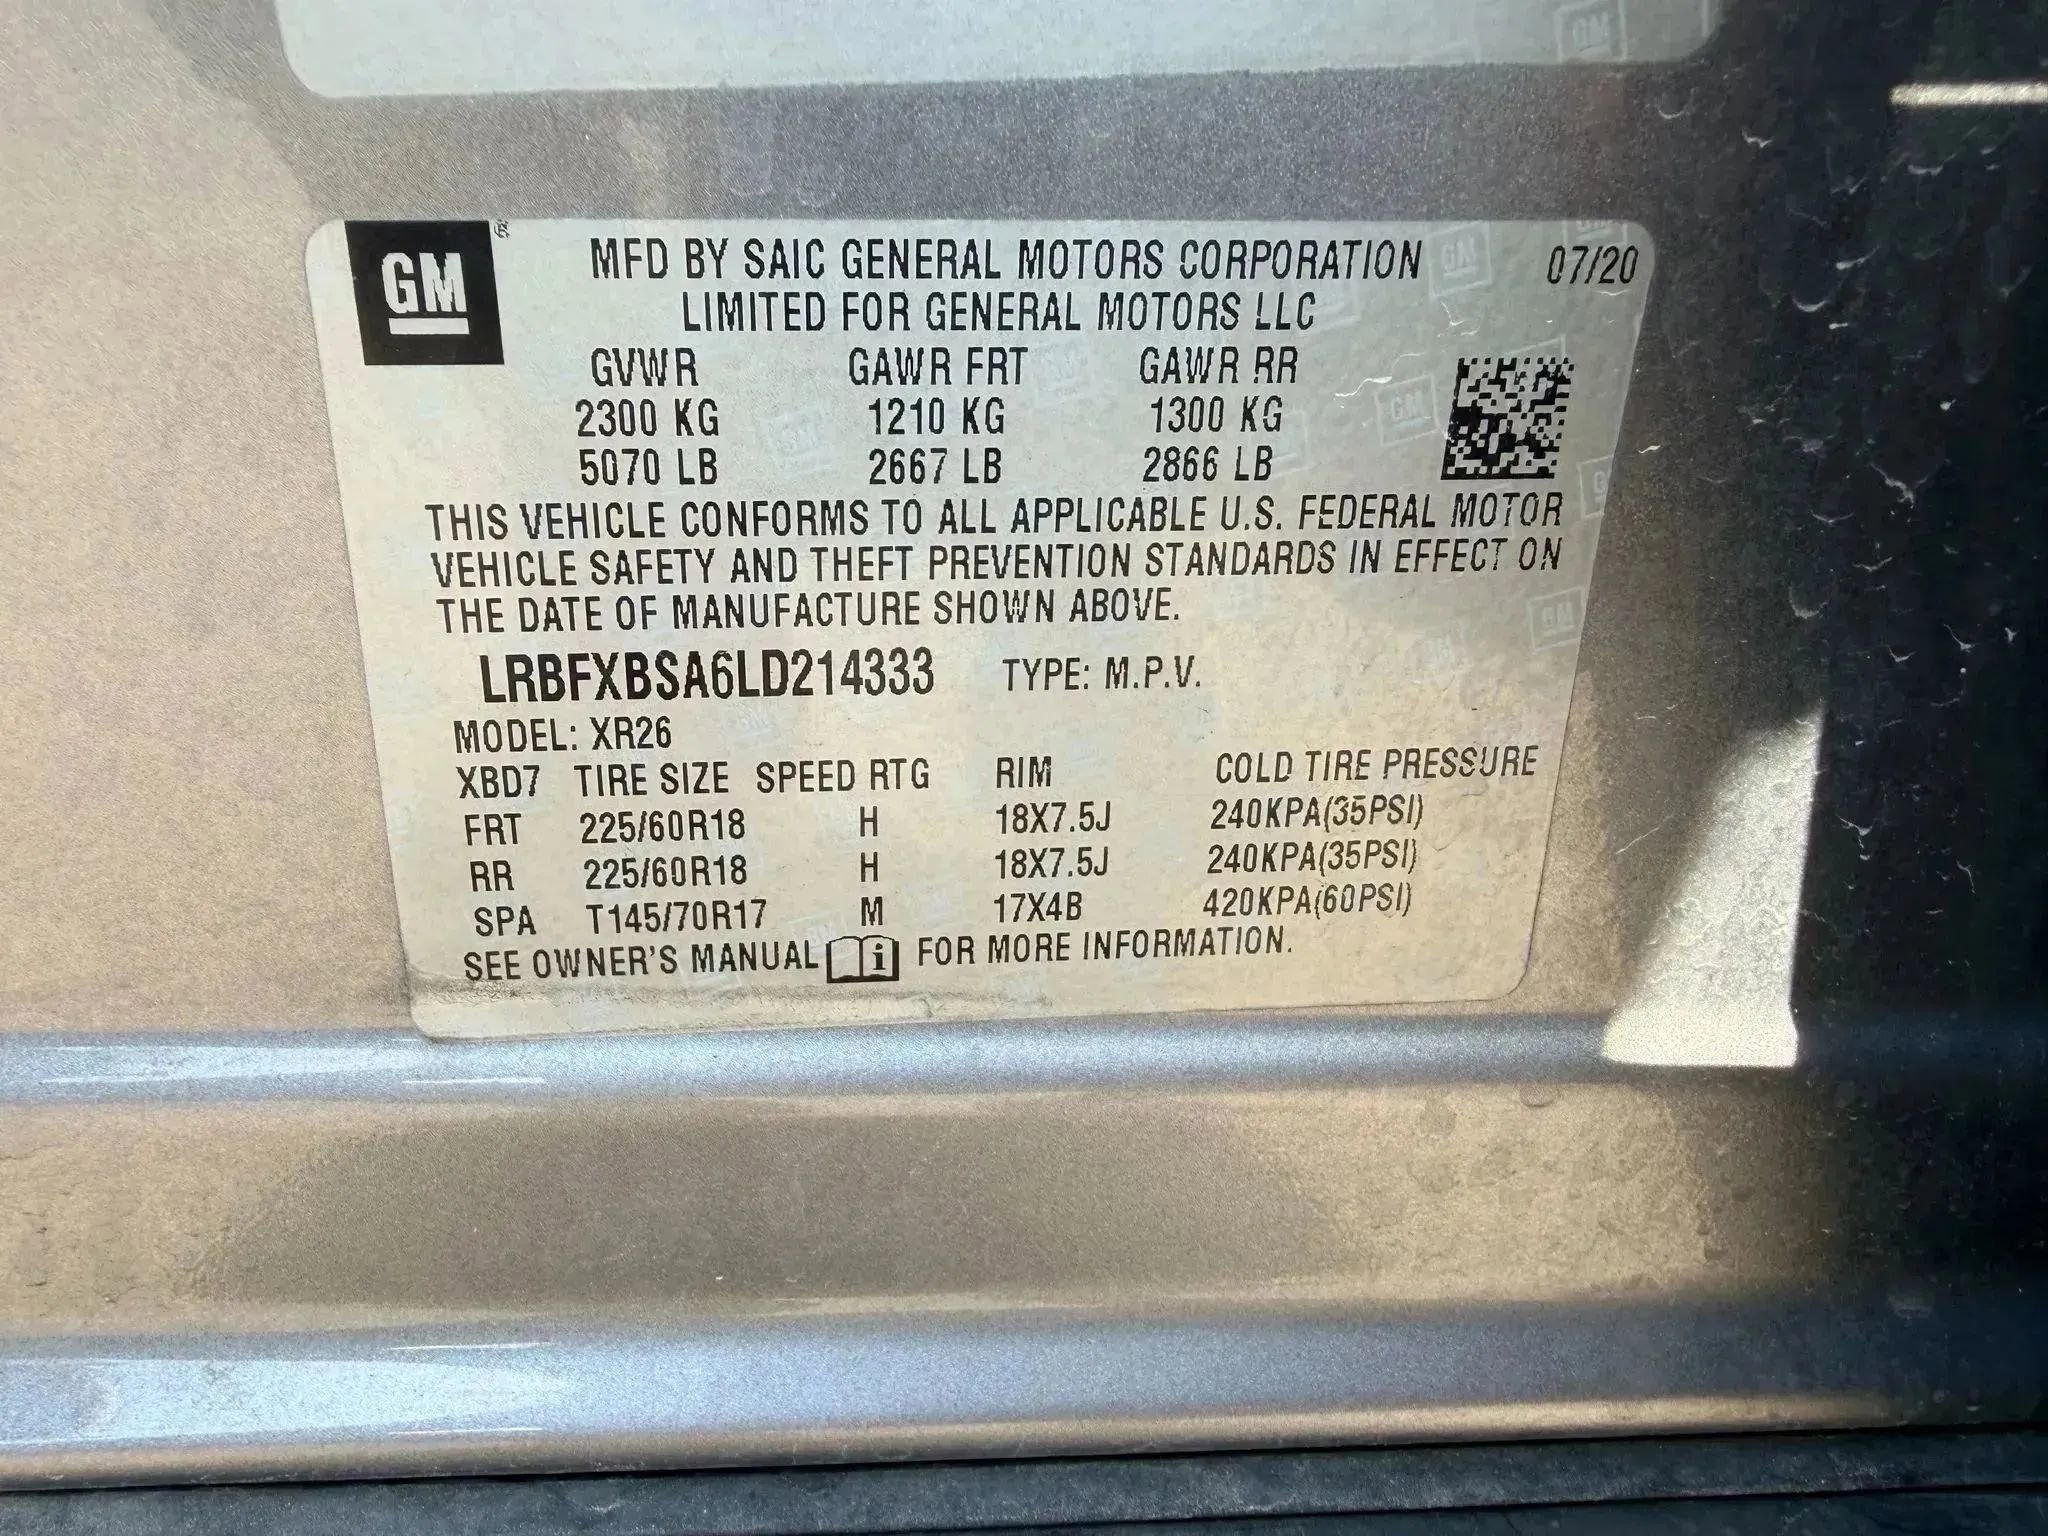 GM
MFD BY SAIC GENERAL MOTORS CORPORATION 07/20
LIMITED FOR GENERAL MOTORS LLC
GVWR GAWR FRT GAWR RR
2300 KG 1210 KG 1300 KG
5070 LB 2667 LB 2866 LB
THIS VEHICLE CONFORMS TO ALL APPLICABLE U.S. FEDERAL MOTOR
VEHICLE SAFETY AND THEFT PREVENTION STANDARDS IN EFFECT ON
THE DATE OF MANUFACTURE SHOWN ABOVE.
LRBFXBSA6LD214333 TYPE: M.P.V.
MODEL: XR26
XBD7 TIRE SIZE SPEED RTG RIM COLD TIRE PRESSURE
FRT 225/60R18 H 18X7.5J 240KPA(35PSI)
RR 225/60R18 H 18X7.5J 240KPA(35PSI)
SPA T145/70R17 M 17X4B 420KPA(60PSI)
SEE OWNER'S MANUAL i FOR MORE INFORMATION.